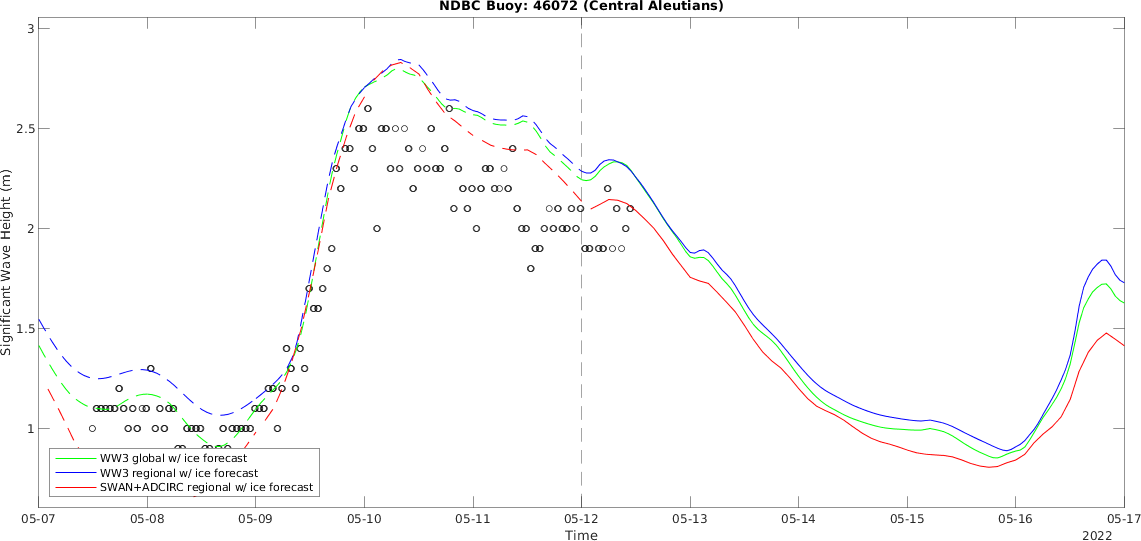 NDBC Buoy: 46072 (Central Aleutians)
Significant Wave Height (m)
3
2.5
2
1.5
1
WW3 global w/ ice forecast
WW3 regional w/ ice forecast
SWAN+ADCIRC regional w/ ice forecast
05-07 05-08 05-09 05-10 05-11 05-12 05-13 05-14 05-15 05-16 05-17
Time
2022